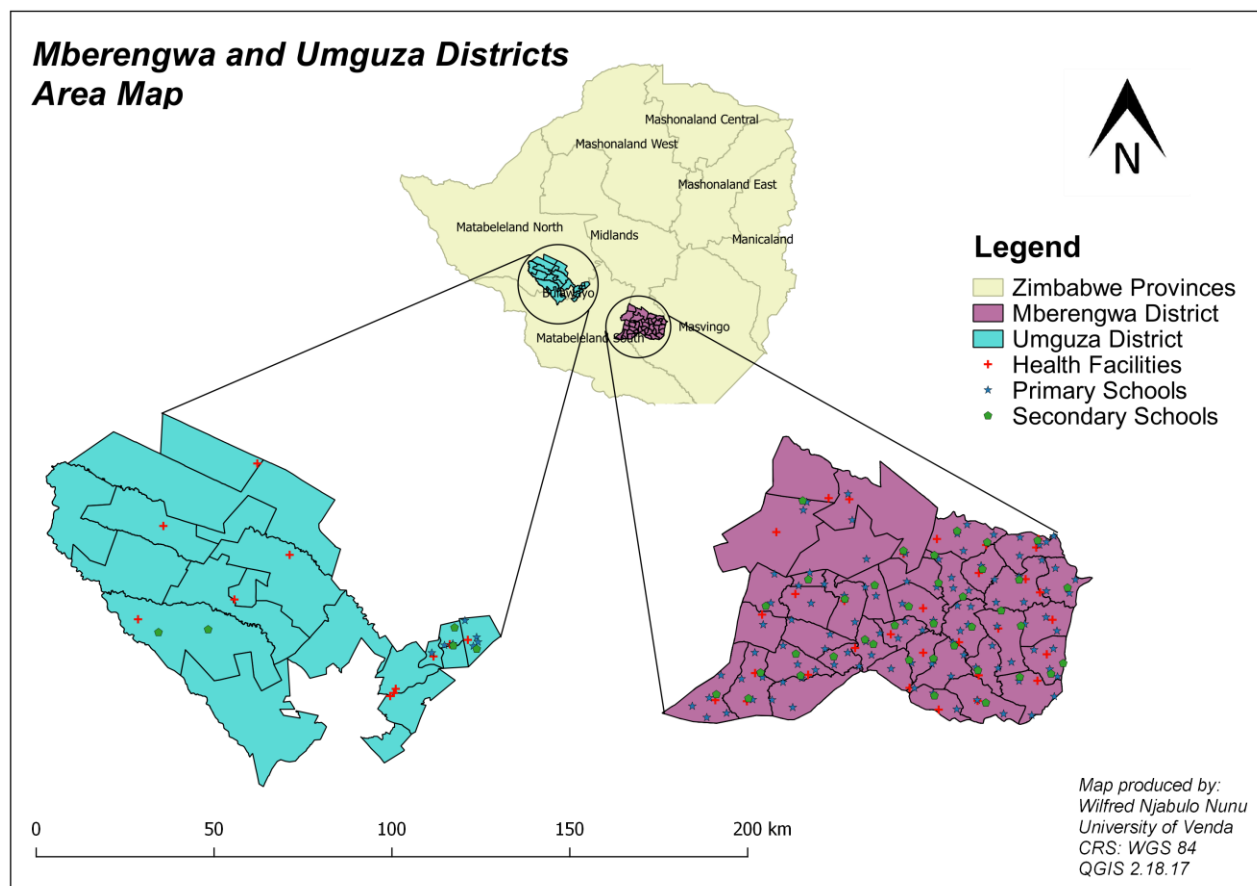 Mberengwa and Umguza Districts
Area Map
N
Mashonaland Central
Mashonaland West
Mashonaland East
Matabeleland North
Midlands
Manicaland
Bulawayo
Masvingo
Matabeleland South
Legend
Zimbabwe Provinces
Mberengwa District
Umguza District
Health Facilities
Primary Schools
Secondary Schools
0 50 100 150 200 km
Map produced by:
Wilfred Njabulo Nunu
University of Venda
CRS: WGS 84
QGIS 2.18.17